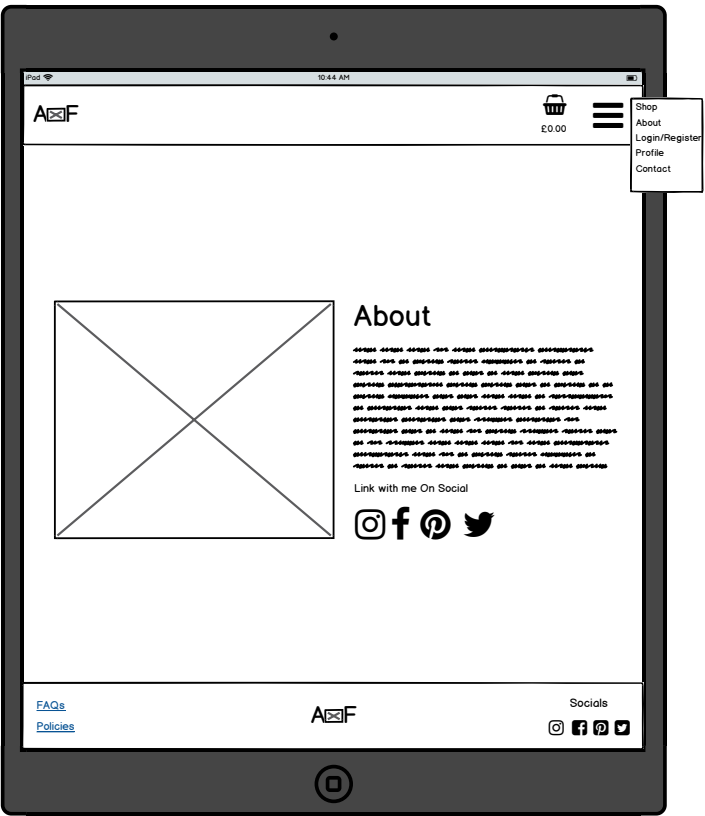 iPad 10:44 AM
A F
£0.00
Shop
About
Login/Register
Profile
Contact
About
Link with me On Social
FAQs
Policies
A F
Socials